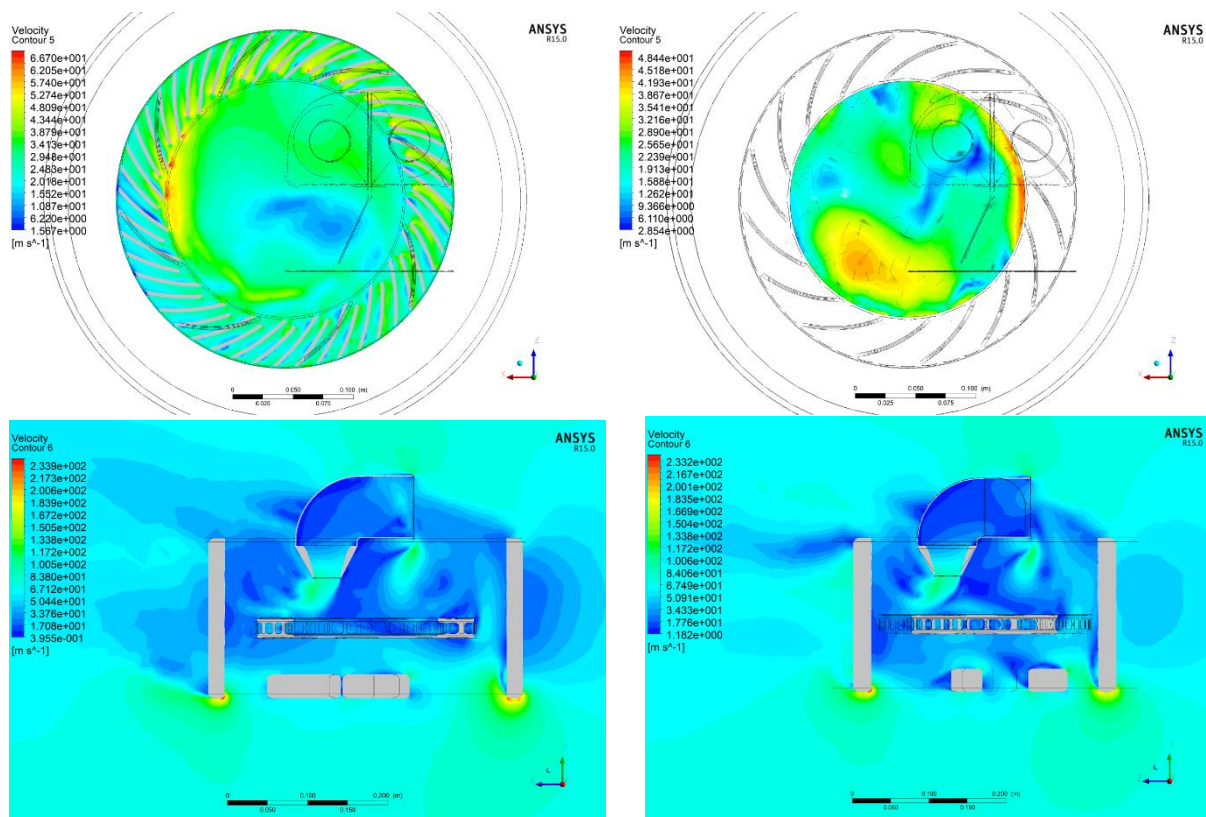 Velocity
Contour 5
6.670e+001
6.205e+001
5.740e+001
5.274e+001
4.809e+001
4.344e+001
3.879e+001
3.413e+001
2.948e+001
2.483e+001
2.018e+001
1.552e+001
1.087e+001
6.220e+000
1.567e+000
[m s^-1]
ANSYS
R15.0
0 0.050 0.100 (m)
0.025 0.075
X Z
Velocity
Contour 5
4.844e+001
4.518e+001
4.193e+001
3.867e+001
3.541e+001
3.216e+001
2.890e+001
2.565e+001
2.239e+001
1.913e+001
1.588e+001
1.262e+001
9.366e+000
6.110e+000
2.854e+000
[m s^-1]
ANSYS
R15.0
0 0.050 0.100 (m)
0.025 0.075
X Z
Velocity
Contour 6
2.339e+002
2.173e+002
2.006e+002
1.839e+002
1.672e+002
1.505e+002
1.338e+002
1.172e+002
1.005e+002
8.380e+001
6.712e+001
5.044e+001
3.376e+001
1.708e+001
3.955e-001
[m s^-1]
ANSYS
R15.0
0 0.100 0.200 (m)
0.050 0.150
Velocity
Contour 6
2.332e+002
2.167e+002
2.001e+002
1.835e+002
1.669e+002
1.504e+002
1.338e+002
1.172e+002
1.006e+002
8.406e+001
6.749e+001
5.091e+001
3.433e+001
1.776e+001
1.182e+000
[m s^-1]
ANSYS
R15.0
0 0.100 0.200 (m)
0.050 0.150